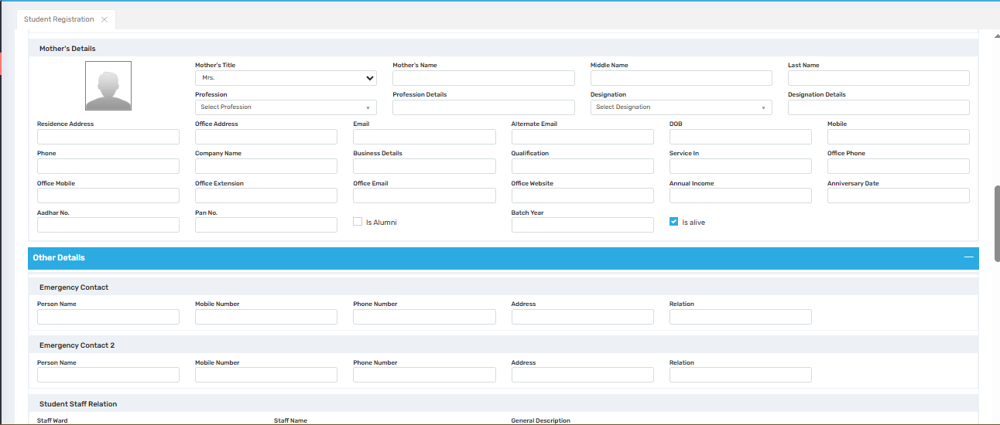 Student Registration
Mother's Details
Mother's Title Mother's Name Middle Name Last Name
Mrs.
Profession Profession Details Designation Designation Details
Select Profession Select Designation
Residence Address Office Address Email Alternate Email DOB Mobile
Phone Company Name Business Details Qualification Service In Office Phone
Office Mobile Office Extension Office Email Office Website Annual Income Anniversary Date
Aadhar No. Pan No. Batch Year
Is Alumni Is alive
Other Details
Emergency Contact
Person Name Mobile Number Phone Number Address Relation
Emergency Contact 2
Person Name Mobile Number Phone Number Address Relation
Student Staff Relation
Staff Ward Staff Name General Description